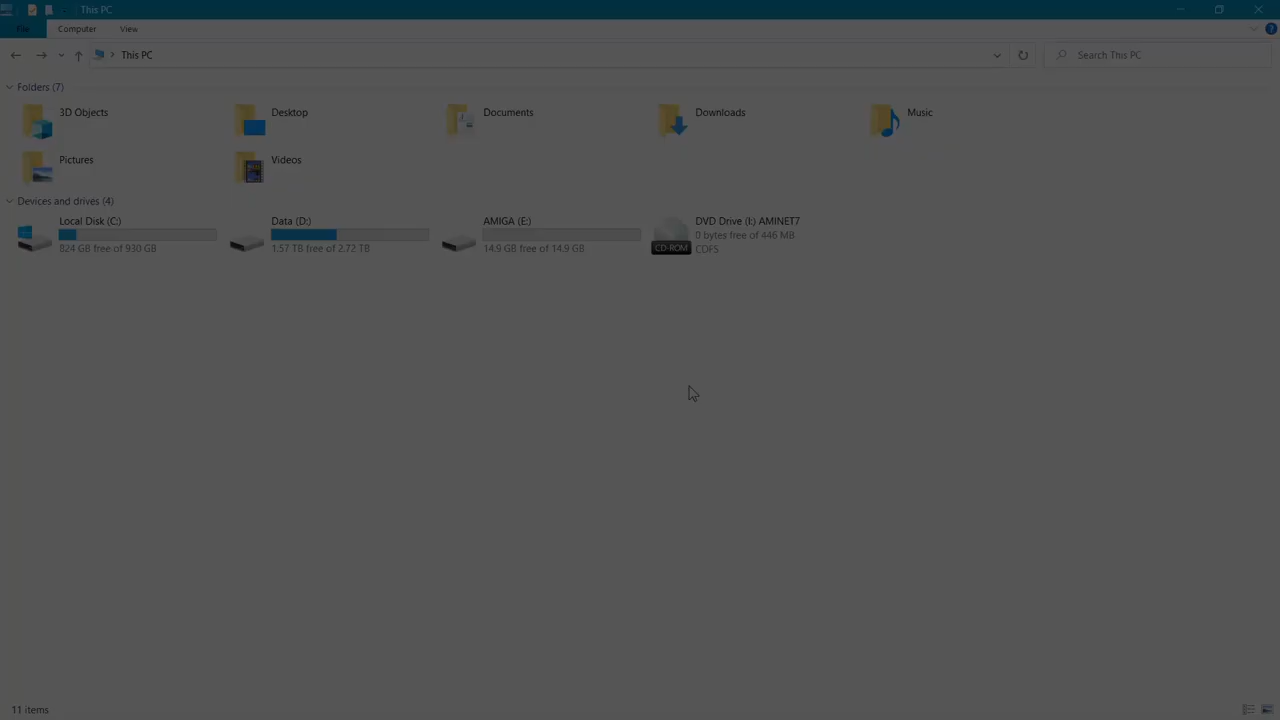 This PC
File Computer View
This PC Search This PC
Folders (7)
3D Objects Desktop Documents Downloads Music
Pictures Videos
Devices and drives (4)
Local Disk (C:) Data (D:) AMIGA (E:) DVD Drive (I:) AMINET7
0 bytes free of 446 MB
824 GB free of 930 GB 1.57 TB free of 2.72 TB 14.9 GB free of 14.9 GB CD-ROM CDFS
11 items